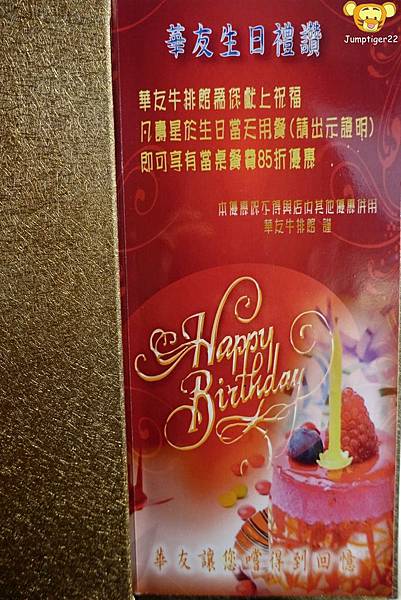 Jumptiger22
華友生日禮讚
華友牛排館為您獻上祝福
凡壽星於生日當天用餐(請出示證明)
即可享有當桌餐費85折優惠
本優惠恕不得與店內其他優惠併用
華友牛排館 謹
Happy
Birthday
華友讓您嚐得到回憶